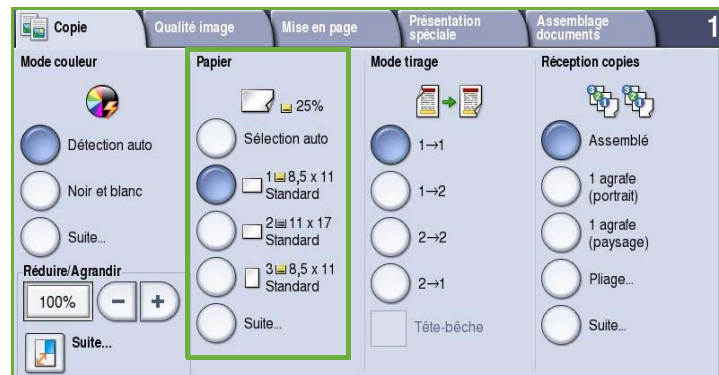 Copie
Qualité image
Mise en page
Présentation
spéciale
Assemblage
documents
1
Mode couleur
Détection auto
Noir et blanc
Suite...
Réduire/Agrandir
100%
Suite...
Papier
25%
Sélection auto
1 8,5 x 11
Standard
2 11 x 17
Standard
3 8,5 x 11
Standard
Suite...
Mode tirage
1→1
1→2
2→2
2→1
Tête-bêche
Réception copies
Assemblé
1 agrafe
(portrait)
1 agrafe
(paysage)
Pliage...
Suite...